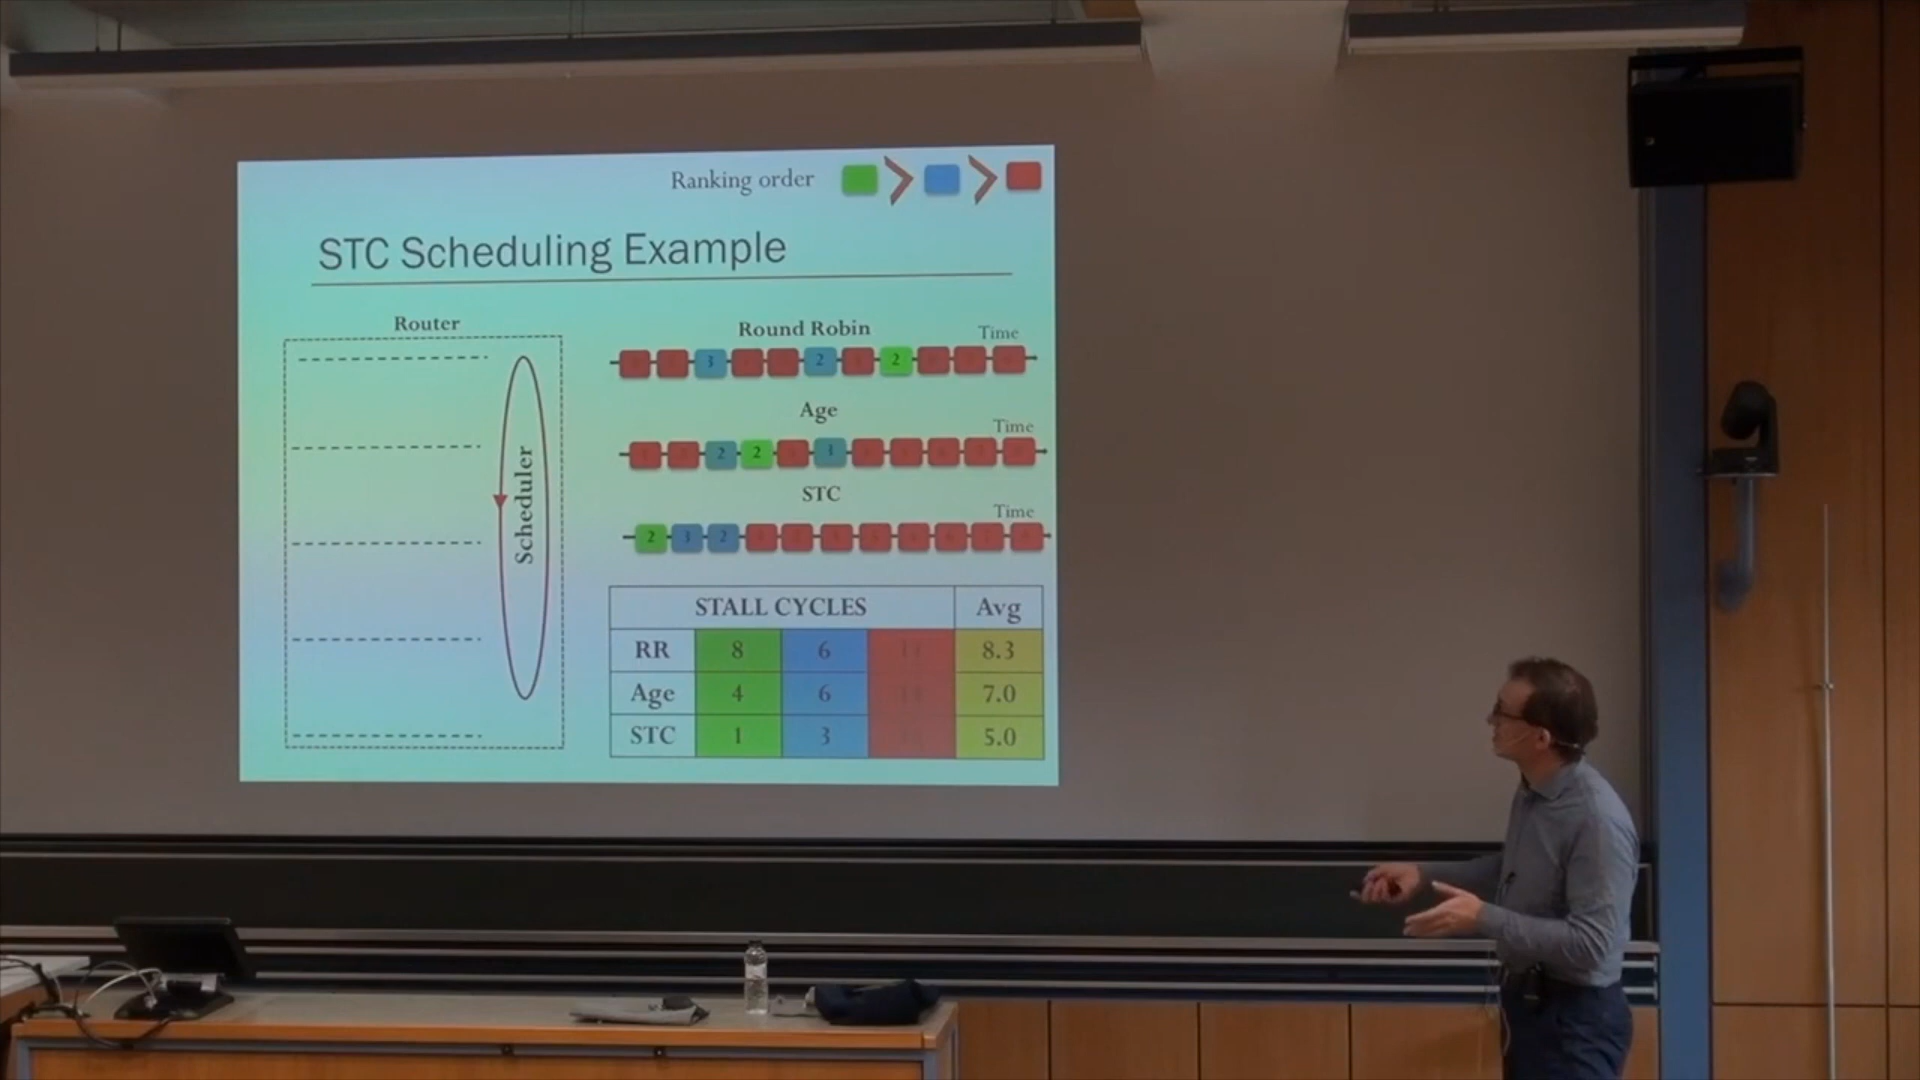 Ranking order
STC Scheduling Example
Router
Scheduler
Round Robin
Time
3 2 2
Age
Time
2 2 3
STC
Time
2 3 2
STALL CYCLES Avg
RR 8 6 8.3
Age 4 6 7.0
STC 1 3 5.0